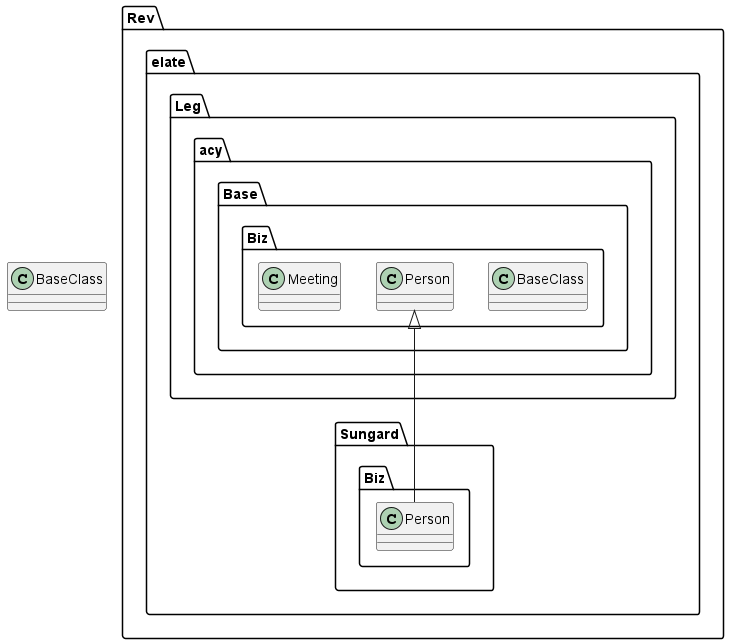 Rev
elate
Leg
acy
Base
Biz
C BaseClass
C Meeting
C Person
C BaseClass
Sungard
Biz
C Person